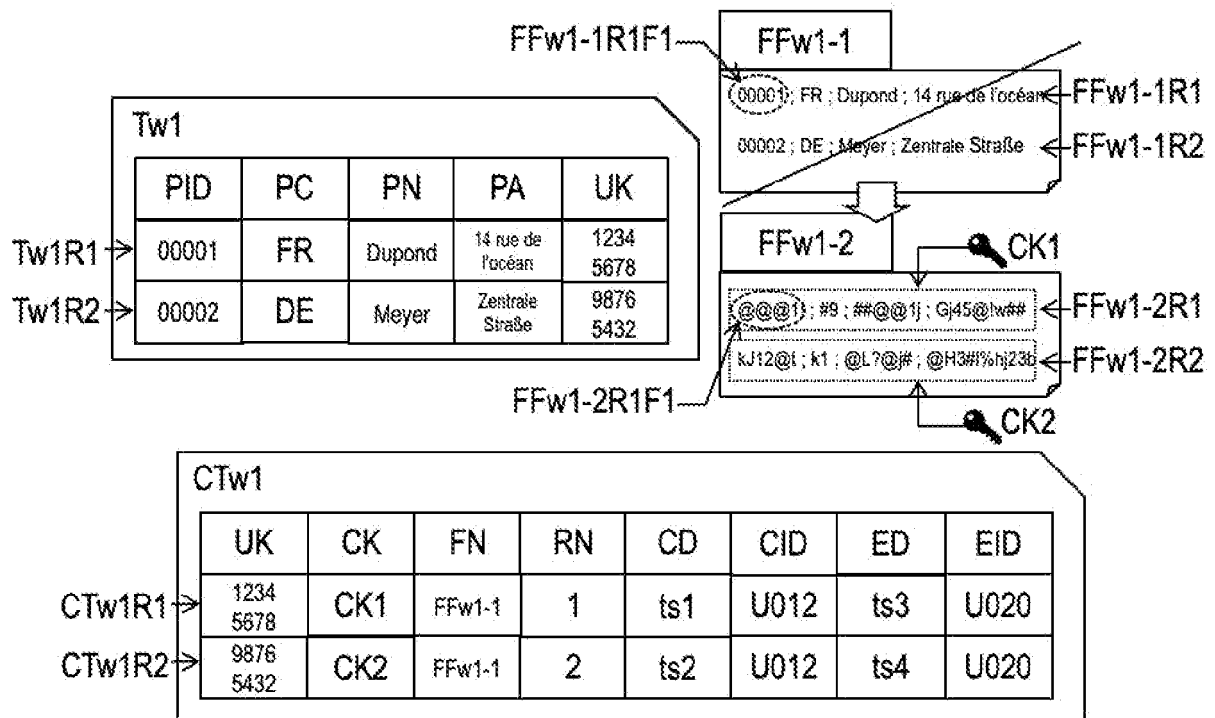 FFw1-1R1F1
FFw1-1
00001 ; FR ; Dupond ; 14 rue de l'océan
FFw1-1R1
00002 ; DE ; Meyer ; Zentrale Straße
FFw1-1R2
Tw1
PID PC PN PA UK
Tw1R1 00001 FR Dupond 14 rue de l'océan 1234 5678
Tw1R2 00002 DE Meyer Zentrale Straße 9876 5432
FFw1-2
CK1
@@@1) ; #9 ; ##@@1j ; Gj45@!w##
FFw1-2R1
kJ12@[ ; k1 ; @L?@j# ; @H3#!%hj23b
FFw1-2R2
FFw1-2R1F1
CK2
CTw1
UK CK FN RN CD CID ED EID
CTw1R1 1234 5678 CK1 FFw1-1 1 ts1 U012 ts3 U020
CTw1R2 9876 5432 CK2 FFw1-1 2 ts2 U012 ts4 U020